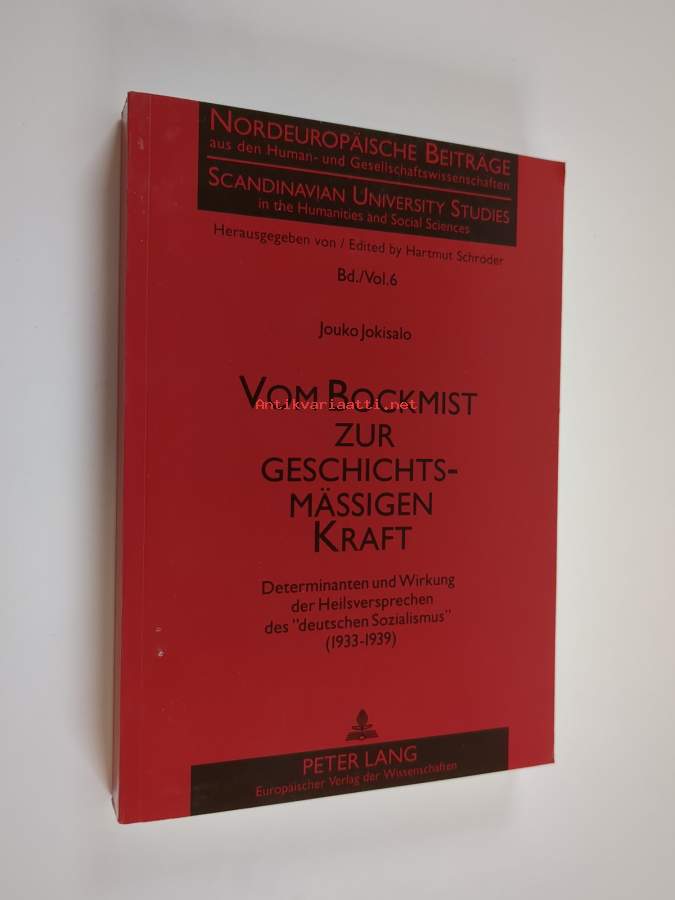 NORDEUROPÄISCHE BEITRÄGE
aus den Human- und Gesellschaftswissenschaften
SCANDINAVIAN UNIVERSITY STUDIES
in the Humanities and Social Sciences
Herausgegeben von / Edited by Hartmut Schröder
Bd./Vol.6
Jouko Jokisalo
VOM BOCKMIST
Antikvariaatti.net
ZUR
GESCHICHTS-
MÄSSIGEN
KRAFT
Determinanten und Wirkung
der Heilsversprechen
des "deutschen Sozialismus"
(1933-1939)
PETER LANG
Europäischer Verlag der Wissenschaften